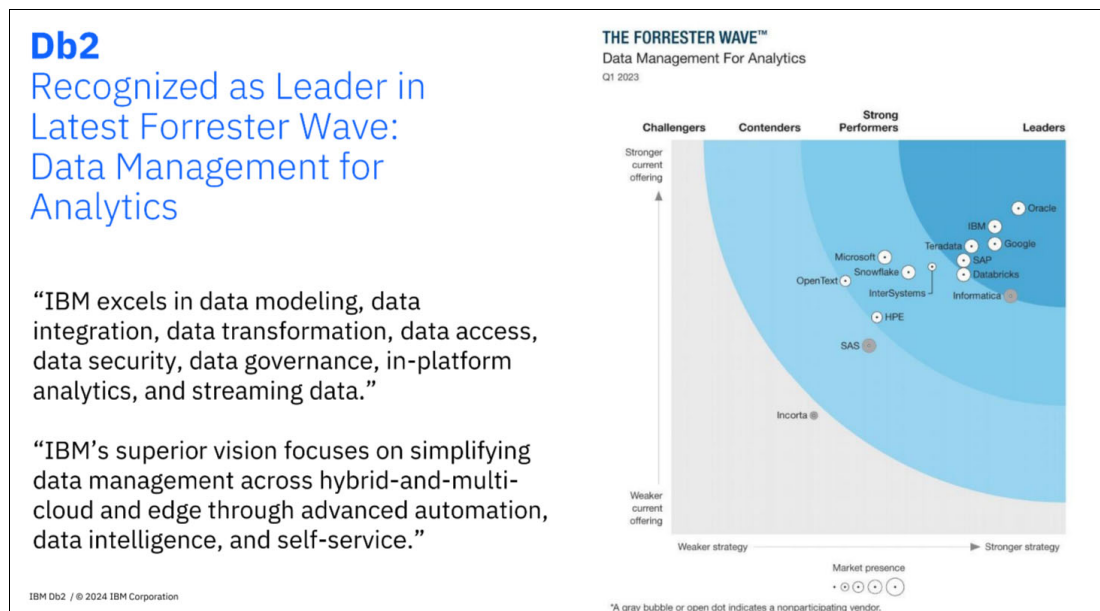 Db2
Recognized as Leader in
Latest Forrester Wave:
Data Management for
Analytics
“IBM excels in data modeling, data
integration, data transformation, data access,
data security, data governance, in-platform
analytics, and streaming data.”
“IBM’s superior vision focuses on simplifying
data management across hybrid-and-multi-
cloud and edge through advanced automation,
data intelligence, and self-service.”
IBM Db2 / © 2024 IBM Corporation
THE FORRESTER WAVE™
Data Management For Analytics
Q1 2023
Challengers
Contenders
Strong
Performers
Leaders
Stronger
current
offering
Oracle
IBM
Google
Teradata
Microsoft
SAP
Snowflake
Databricks
OpenText
InterSystems
Informatica
HPE
SAS
Incorta
Weaker
current
offering
Weaker strategy
Stronger strategy
Market presence
*A gray bubble or open dot indicates a nonparticipating vendor.